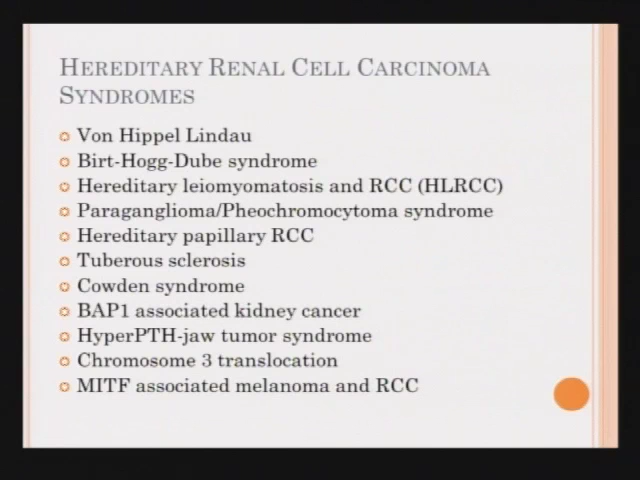 HEREDITARY RENAL CELL CARCINOMA
SYNDROMES
Von Hippel Lindau
Birt-Hogg-Dube syndrome
Hereditary leiomyomatosis and RCC (HLRCC)
Paraganglioma/Pheochromocytoma syndrome
Hereditary papillary RCC
Tuberous sclerosis
Cowden syndrome
BAP1 associated kidney cancer
HyperPTH-jaw tumor syndrome
Chromosome 3 translocation
MITF associated melanoma and RCC